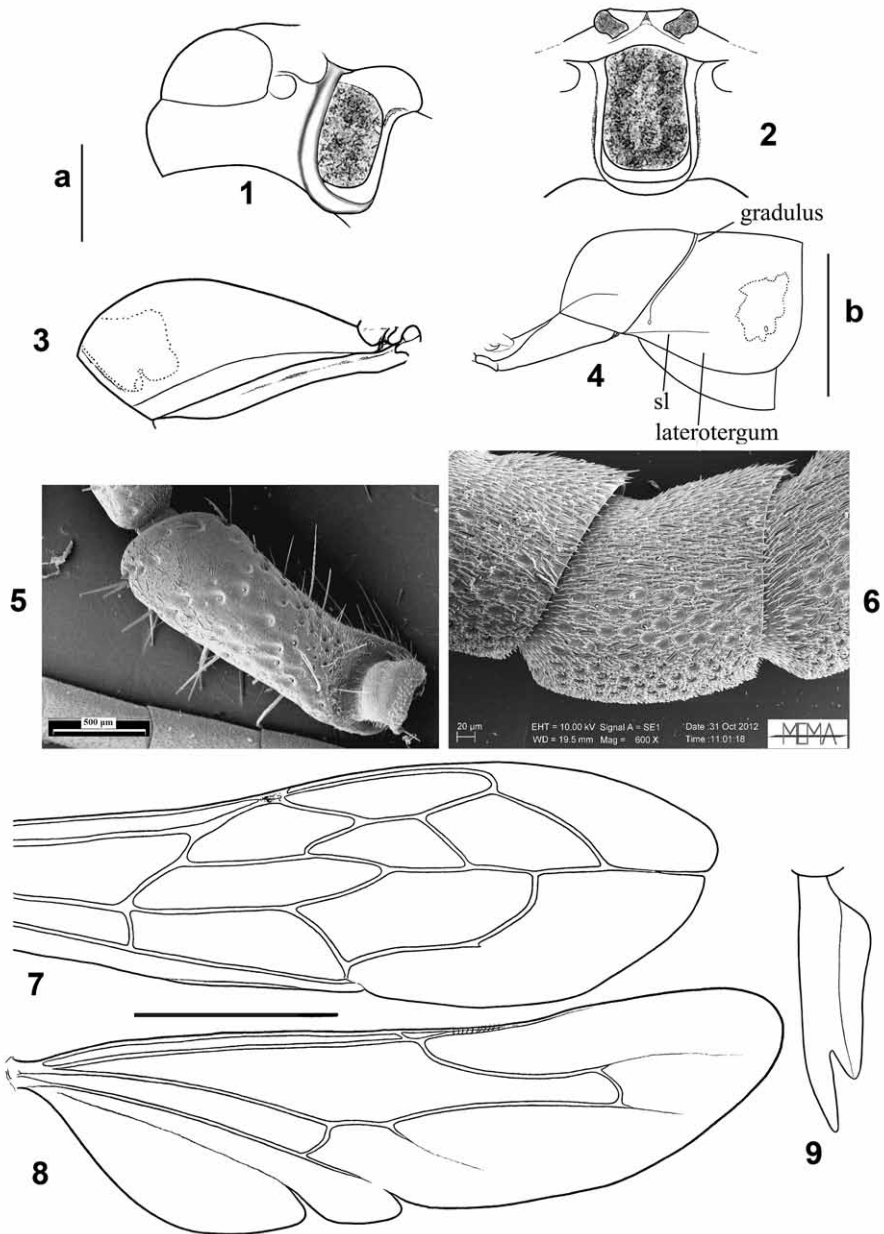 1
2
a
3
4
gradulus
sl
laterotergum
b
5
500 µm
6
20 µm
EHT = 10.00 kV Signal A = SE1 Date :31 Oct 2012
WD = 19.5 mm Mag = 600 X Time :11:01:18
MEMA
7
8
9